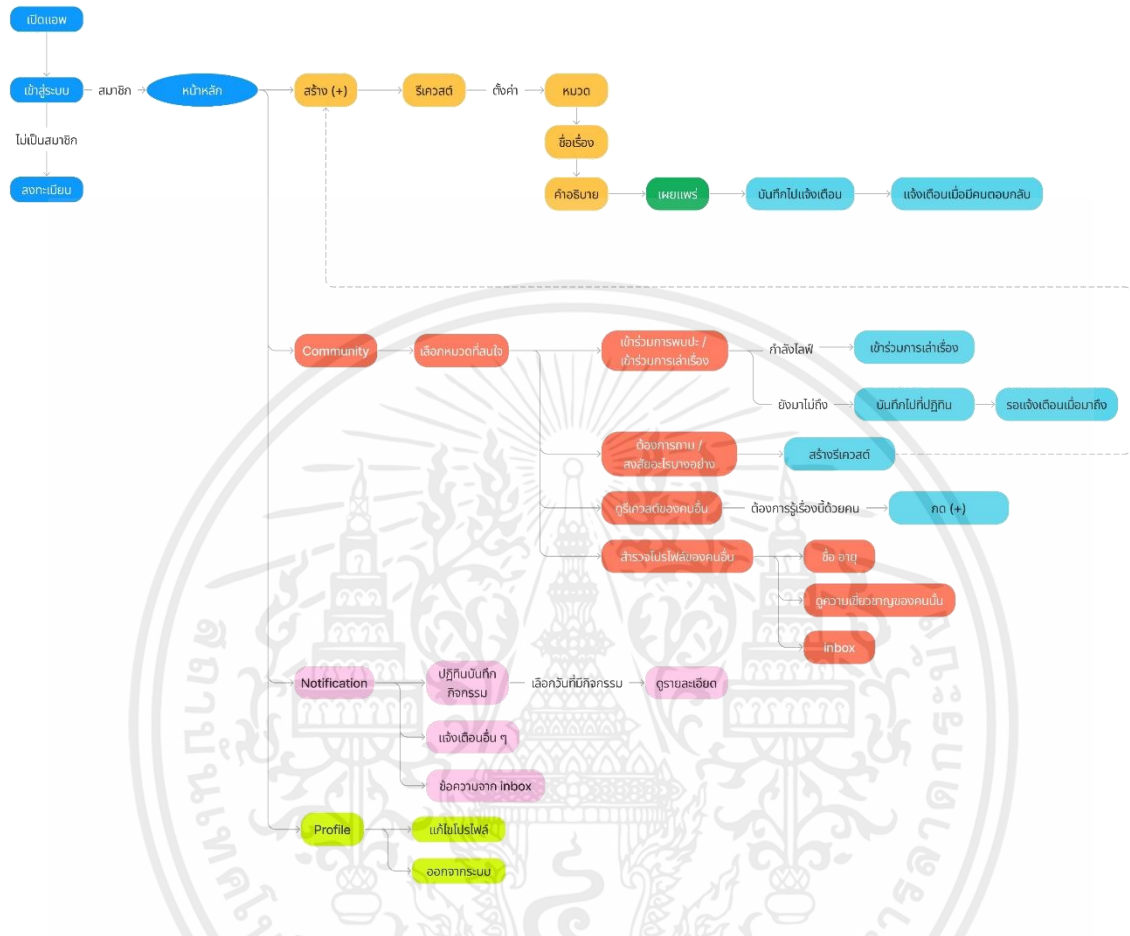 เปิดแอพ
เข้าสู่ระบบ
สมาชิก
หน้าหลัก
สร้าง (+)
รีเควสต์
ตั้งค่า
หมวด
ไม่เป็นสมาชิก
ชื่อเรื่อง
ลงทะเบียน
คำอธิบาย
เผยแพร่
บันทึกไปแจ้งเตือน
แจ้งเตือนเมื่อมีคนตอบกลับ
Community
เลือกหมวดที่สนใจ
เข้าร่วมการพบปะ /
เข้าร่วมการเล่าเรื่อง
กำลังไลฟ์
เข้าร่วมการเล่าเรื่อง
ยังมาไม่ถึง
บันทึกไปที่ปฏิทิน
รอแจ้งเตือนเมื่อมาถึง
ต้องการถาม /
สงสัยอะไรบางอย่าง
สร้างรีเควสต์
ดูรีเควสต์ของคนอื่น
ต้องการรู้เรื่องนี้ด้วยคน
กด (+)
สำรวจโปรไฟล์ของคนอื่น
ชื่อ อายุ
ดูความเชี่ยวชาญของคนนั้น
inbox
Notification
ปฏิทินบันทึก
กิจกรรม
เลือกวันที่มีกิจกรรม
ดูรายละเอียด
แจ้งเตือนอื่น ๆ
ข้อความจาก inbox
Profile
แก้ไขโปรไฟล์
ออกจากระบบ